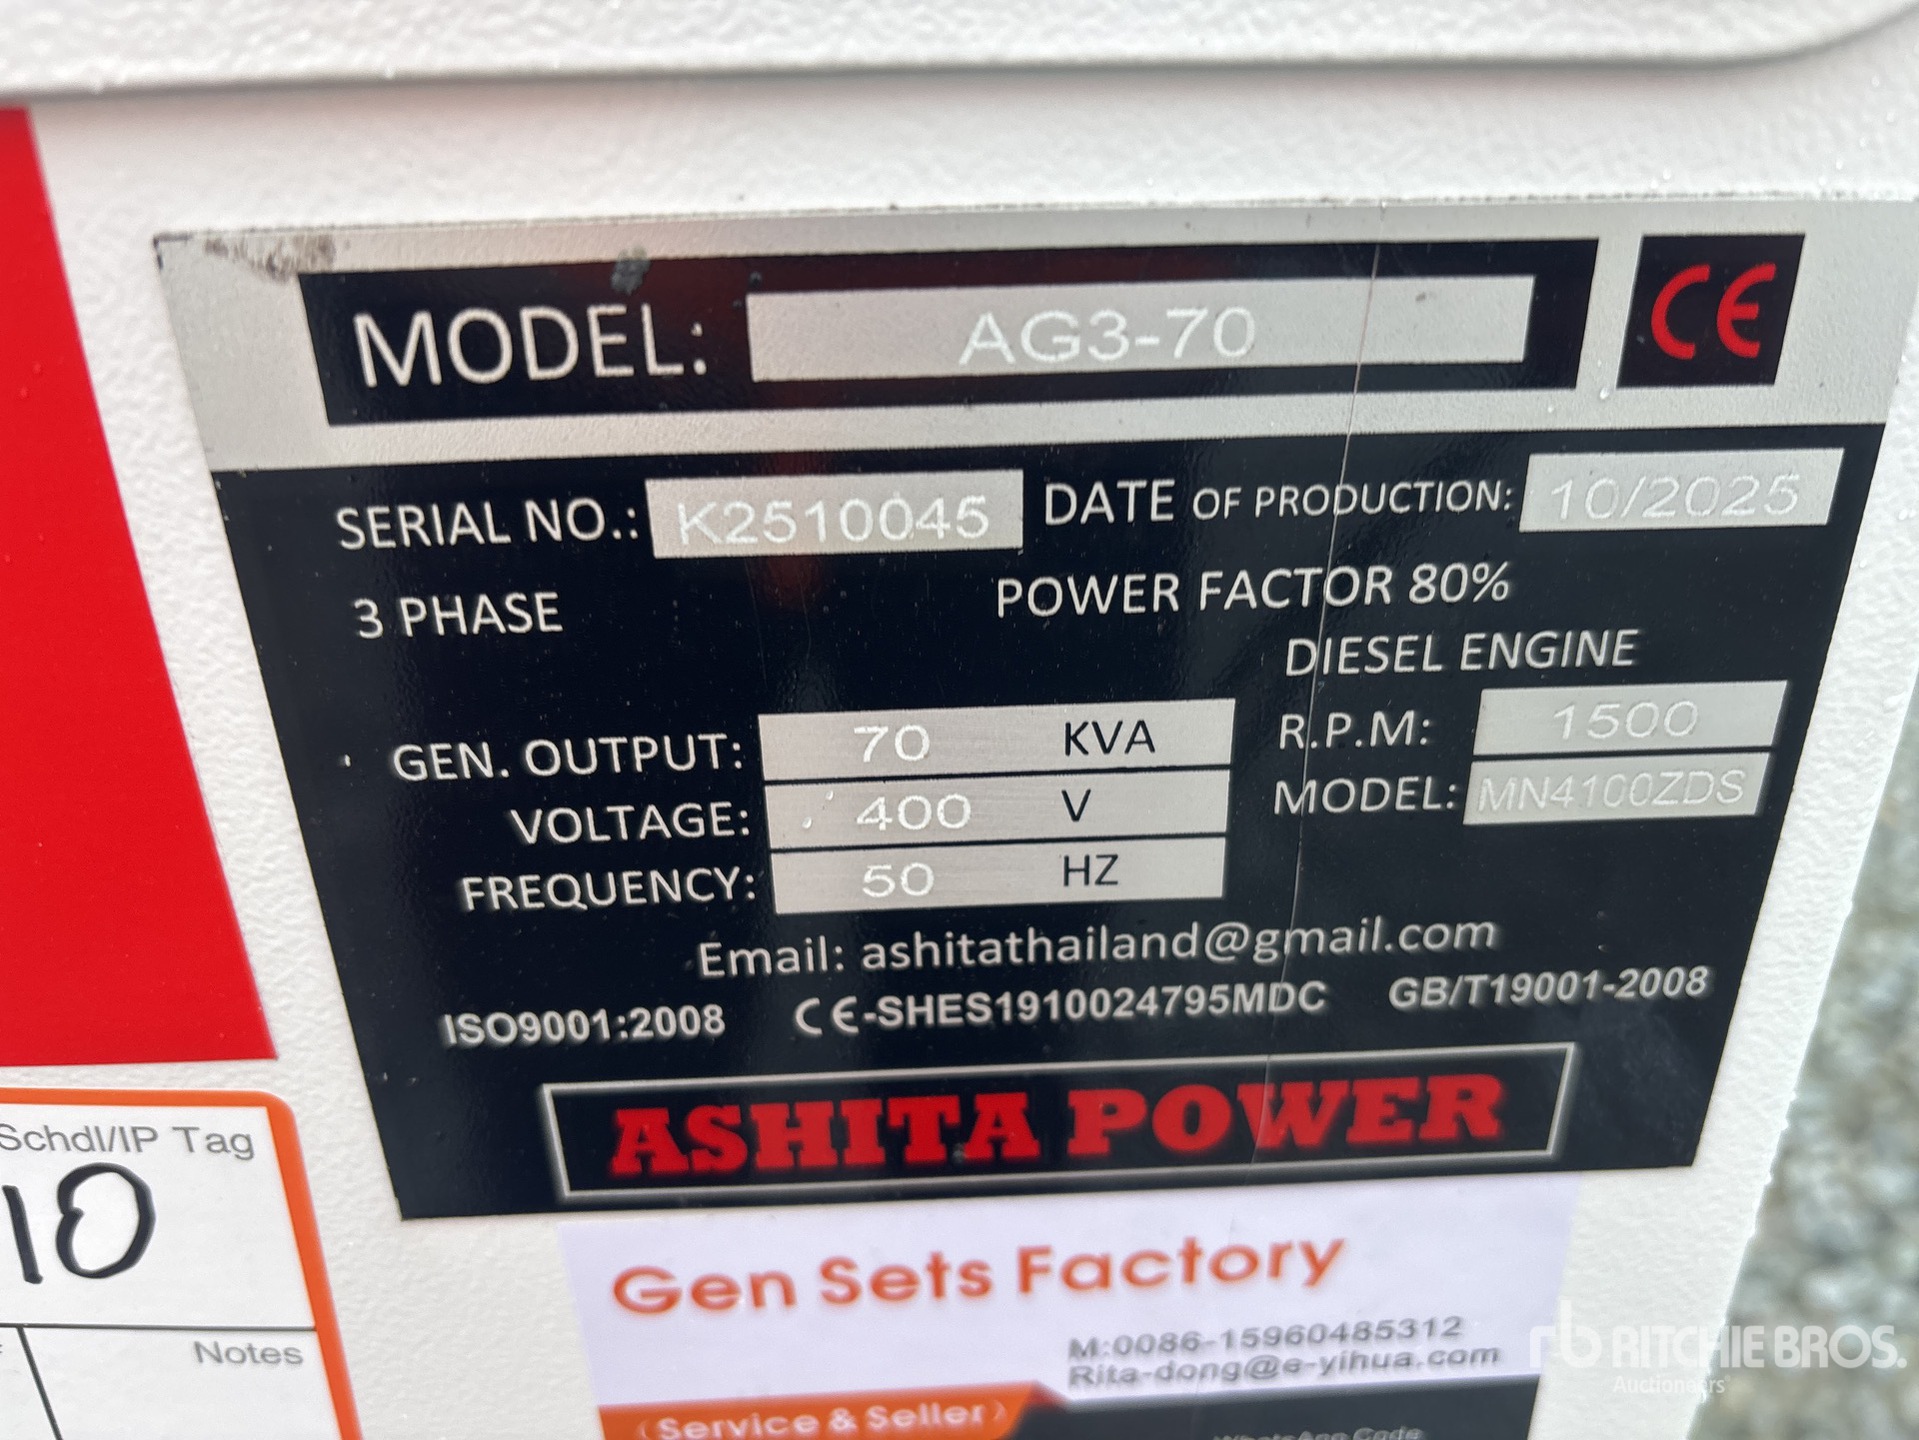 MODEL: AG3-70 CE
SERIAL NO.: K2510045 DATE OF PRODUCTION: 10/2025
3 PHASE POWER FACTOR 80%
DIESEL ENGINE
GEN. OUTPUT: 70 KVA R.P.M: 1500
VOLTAGE: 400 V MODEL: MN4100ZDS
FREQUENCY: 50 HZ
Email: ashitathailand@gmail.com
ISO9001:2008 CE-SHES1910024795MDC GB/T19001-2008
ASHITA POWER
Schdl/IP Tag
10
Notes
Gen Sets Factory
M:0086-15960485312
Rita-dong@e-yihua.com
(Service & Seller)
WhatsApp Code
rb RITCHIE BROS.
Auctioneers